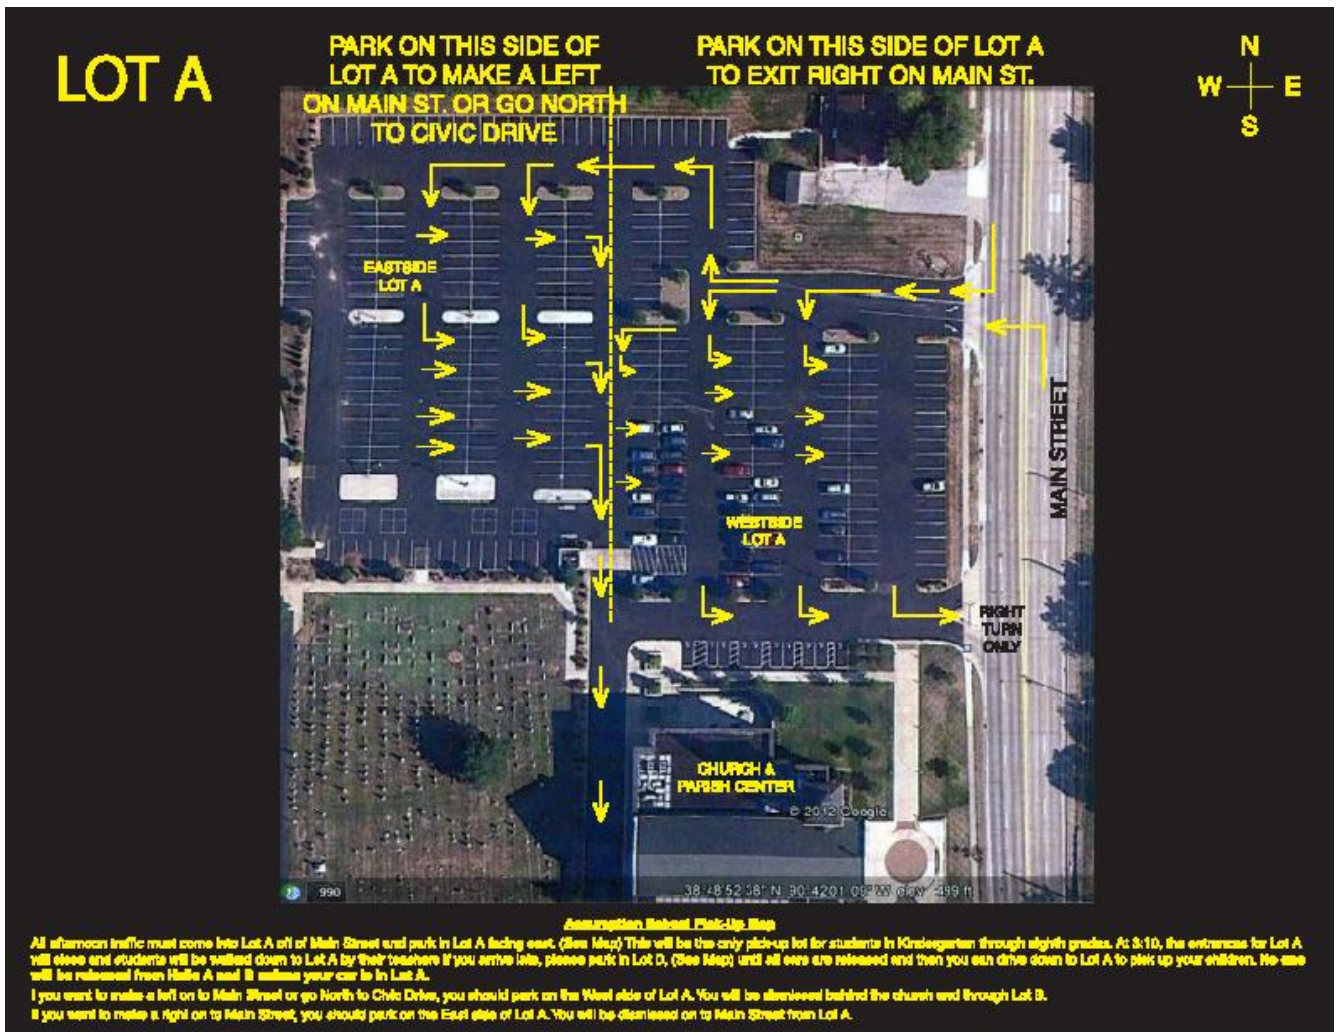 LOT A
PARK ON THIS SIDE OF
LOT A TO MAKE A LEFT
ON MAIN ST. OR GO NORTH
TO CIVIC DRIVE
PARK ON THIS SIDE OF LOT A
TO EXIT RIGHT ON MAIN ST.
N
W E
S
EASTSIDE
LOT A
MAIN STREET
WESTSIDE
LOT A
RIGHT
TURN
ONLY
CHURCH &
PARISH CENTER
© 2012 Google
990
499 ft
Assumption School Pick-Up Map
All afternoon traffic must come into Lot A off of Main Street and park in Lot A facing east. (See Map) This will be the only pick-up lot for students in Kindergarten through eighth grades. At 3:10, the entrances for Lot A
will close and students will be walked down to Lot A by their teachers If you arrive late, please park in Lot D, (See Map) until all cars are released and then you can drive down to Lot A to pick up your children. No one
will be released from Halls A and B unless your car is in Lot A.
I you want to make a left on to Main Street or go North to Civic Drive, you should park on the West side of Lot A. You will be dismissed behind the church and through Lot B.
If you want to make a right on to Main Street, you should park on the East side of Lot A. You will be dismissed on to Main Street from Lot A.